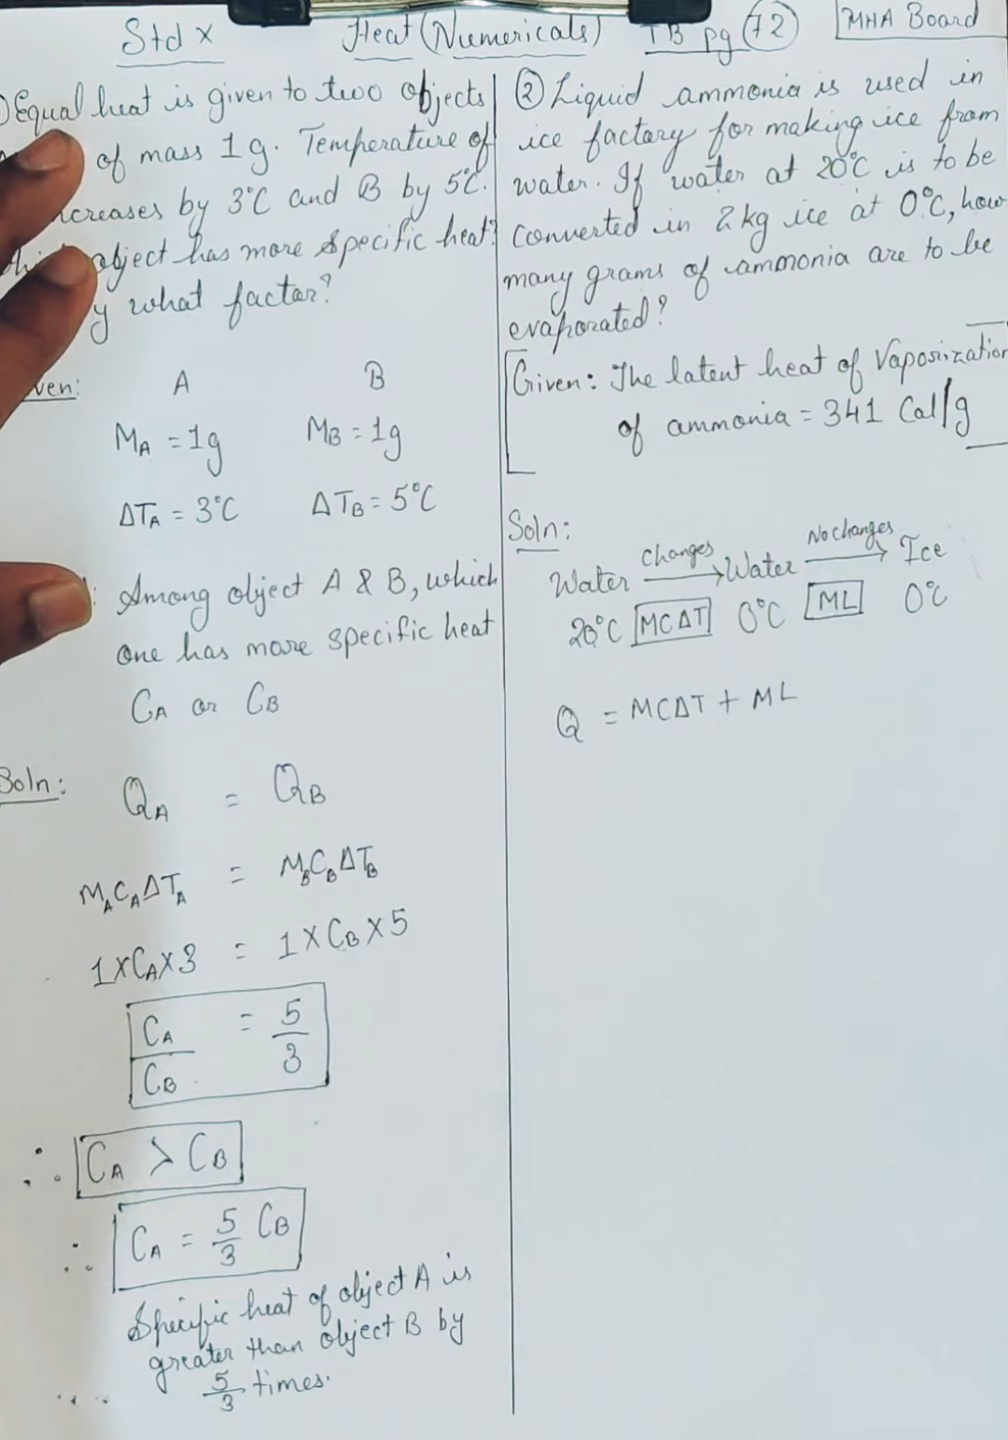 Std X
Heat (Numericals)
TB pg 72
MHA Board
Equal heat is given to two objects
of mass 1g. Temperature of
creases by 3°C and B by 5°C.
object has more specific heat?
y what factor?
ven:
A B
MA = 1g MB = 1g
ΔTA = 3°C ΔTB = 5°C
: Among object A & B, which
one has more specific heat
CA or CB
Soln:
QA = QB
MACAΔTA = MBCBΔTB
1×CA×3 = 1×CB×5
CA/CB = 5/3
∴ CA > CB
∴ CA = 5/3 CB
Specific heat of object A is
greater than object B by
5/3 times.
② Liquid ammonia is used in
ice factory for making ice from
water. If water at 20°C is to be
converted in 2 kg ice at 0°C, how
many grams of ammonia are to be
evaporated?
Given: The latent heat of Vaporization
of ammonia = 341 Cal/g
Soln:
Changes No changes
Water → Water → Ice
20°C MCΔT 0°C ML 0°C
Q = MCΔT + ML